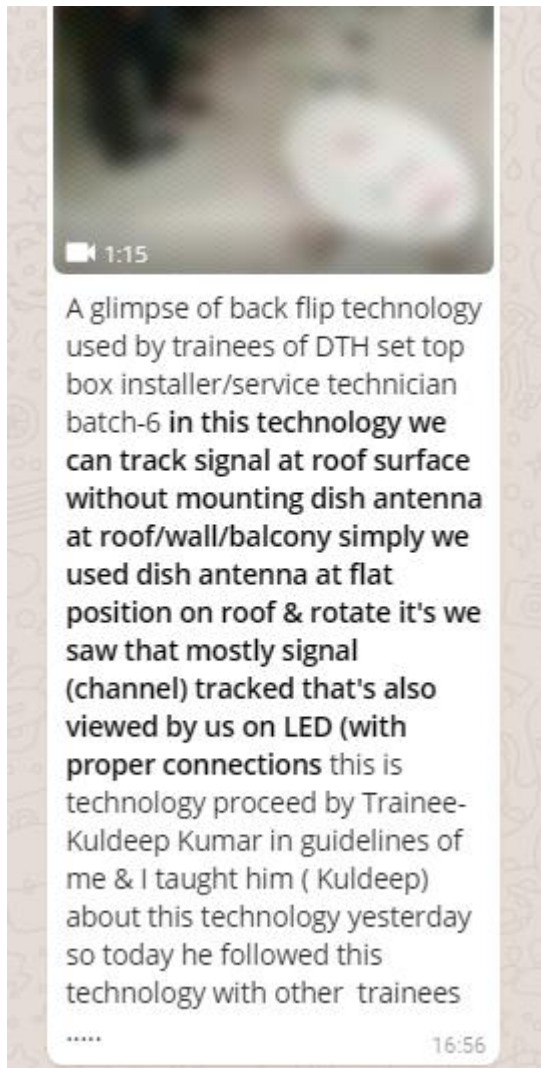 1:15
A glimpse of back flip technology
used by trainees of DTH set top
box installer/service technician
batch-6 in this technology we
can track signal at roof surface
without mounting dish antenna
at roof/wall/balcony simply we
used dish antenna at flat
position on roof & rotate it's we
saw that mostly signal
(channel) tracked that's also
viewed by us on LED (with
proper connections this is
technology proceed by Trainee-
Kuldeep Kumar in guidelines of
me & I taught him ( Kuldeep)
about this technology yesterday
so today he followed this
technology with other  trainees
.....
16:56